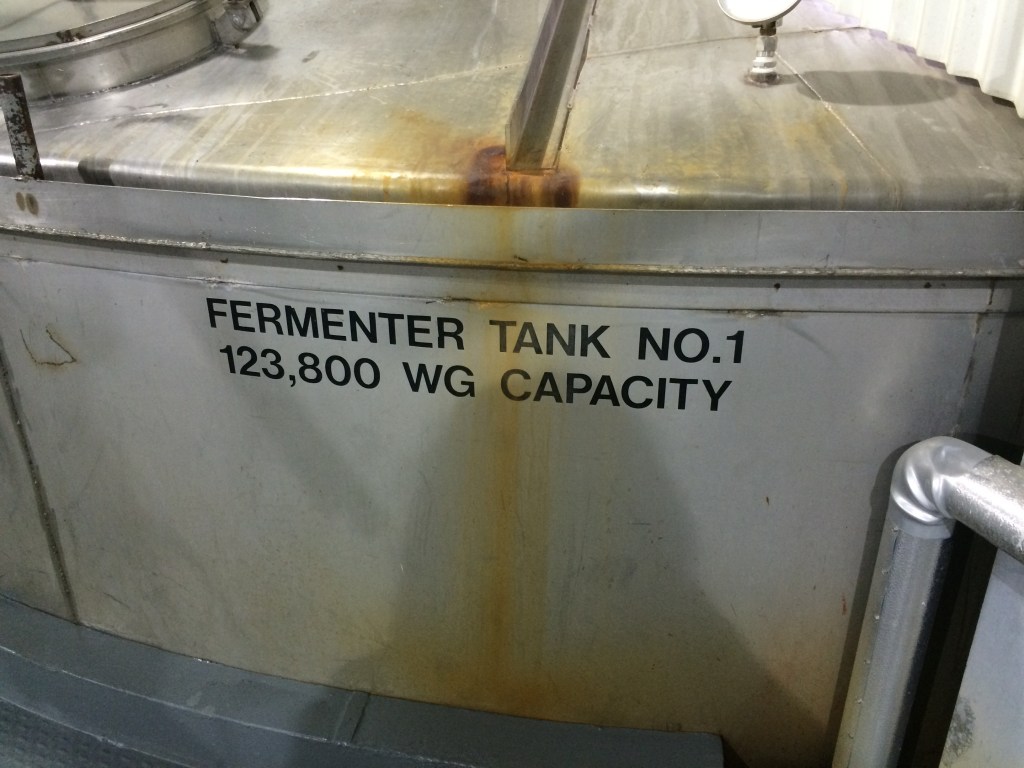 FERMENTER TANK NO.1
123,800 WG CAPACITY